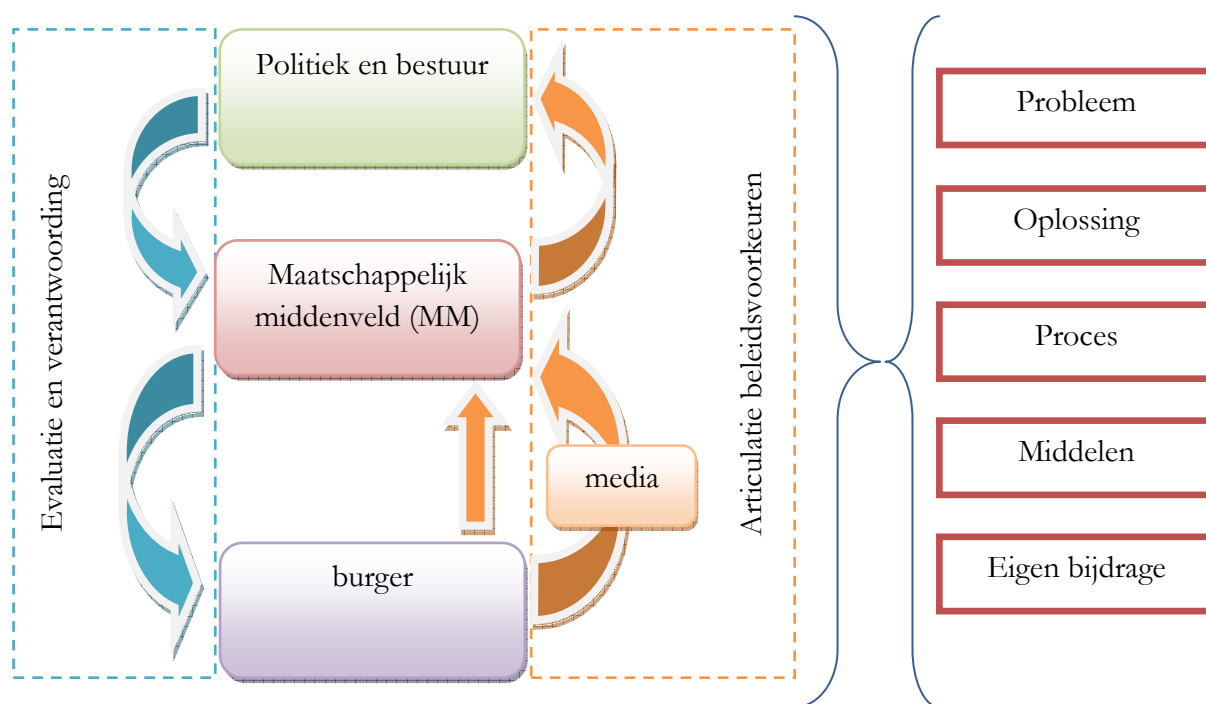 Evaluatie en verantwoording
Politiek en bestuur
Maatschappelijk
middenveld (MM)
burger
media
Articulatie beleidsvoorkeuren
Probleem
Oplossing
Proces
Middelen
Eigen bijdrage